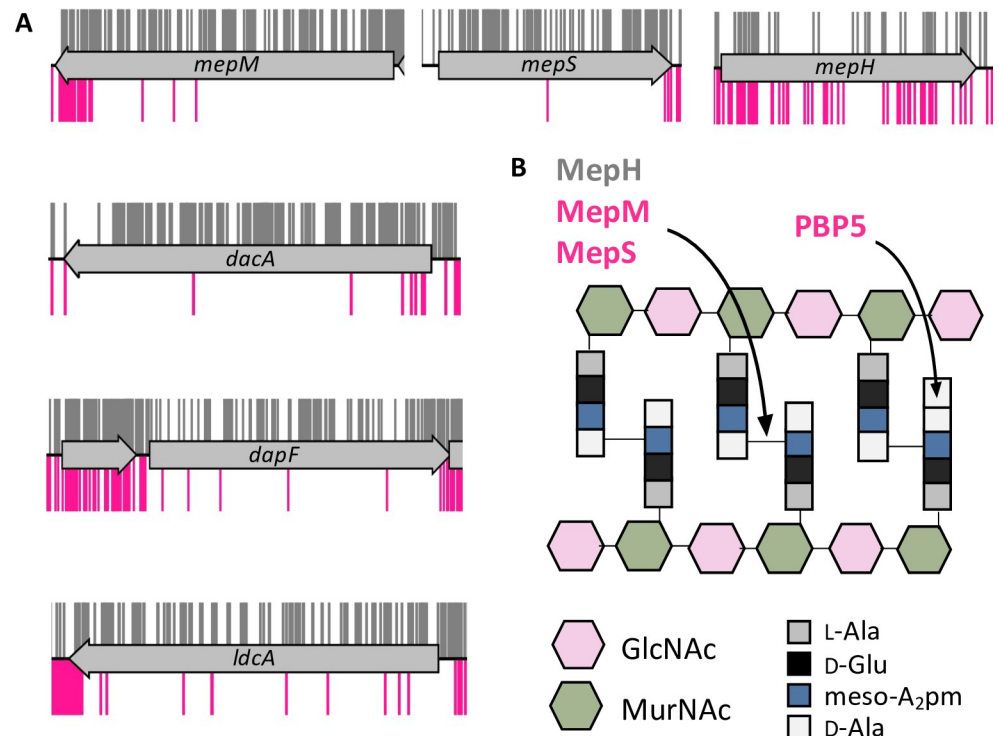 A
mepM
mepS
mepH
dacA
dapF
ldcA
B
MepH
MepM
MepS
PBP5
GlcNAc
MurNAc
L-Ala
D-Glu
meso-A₂pm
D-Ala